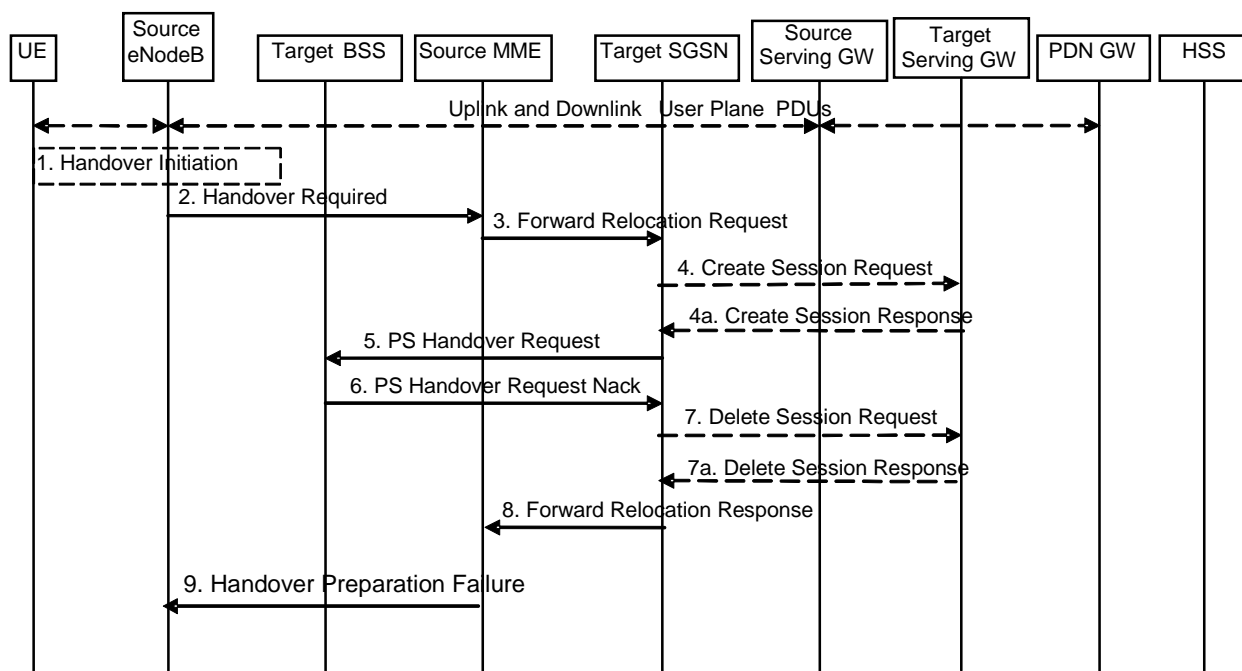 UE
Source
eNodeB
Target BSS
Source MME
Target SGSN
Source
Serving GW
Target
Serving GW
PDN GW
HSS
Uplink and Downlink User Plane PDUs
1. Handover Initiation
2. Handover Required
3. Forward Relocation Request
4. Create Session Request
4a. Create Session Response
5. PS Handover Request
6. PS Handover Request Nack
7. Delete Session Request
7a. Delete Session Response
8. Forward Relocation Response
9. Handover Preparation Failure